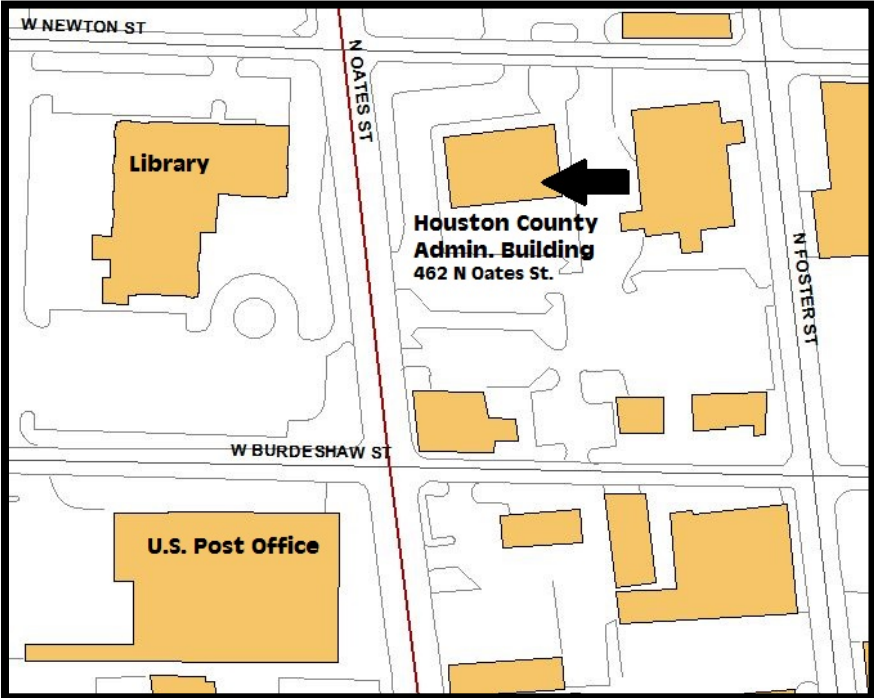 W NEWTON ST
N OATES ST
Library
Houston County
Admin. Building
462 N Oates St.
N FOSTER ST
W BURDESHAW ST
U.S. Post Office